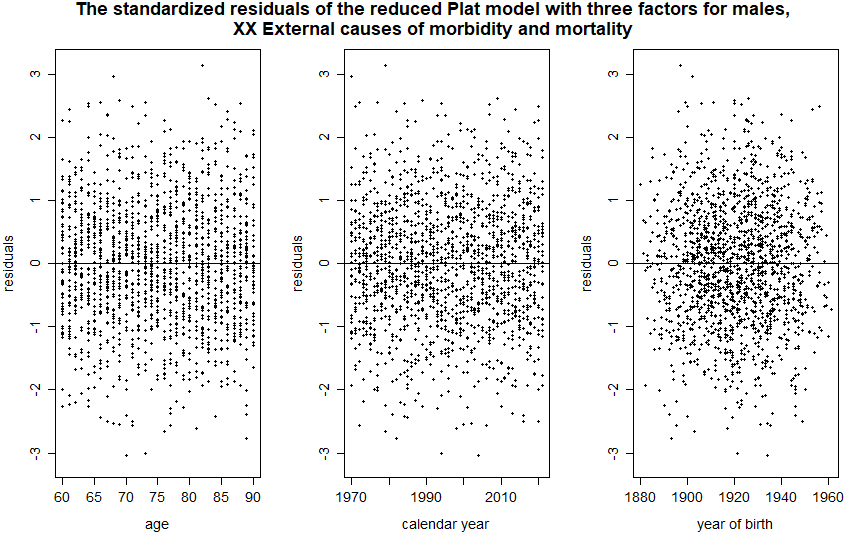 The standardized residuals of the reduced Plat model with three factors for males,
XX External causes of morbidity and mortality
residuals
3
2
1
0
-1
-2
-3
60 65 70 75 80 85 90
age
residuals
3
2
1
0
-1
-2
-3
1970 1990 2010
calendar year
residuals
3
2
1
0
-1
-2
-3
1880 1900 1920 1940 1960
year of birth